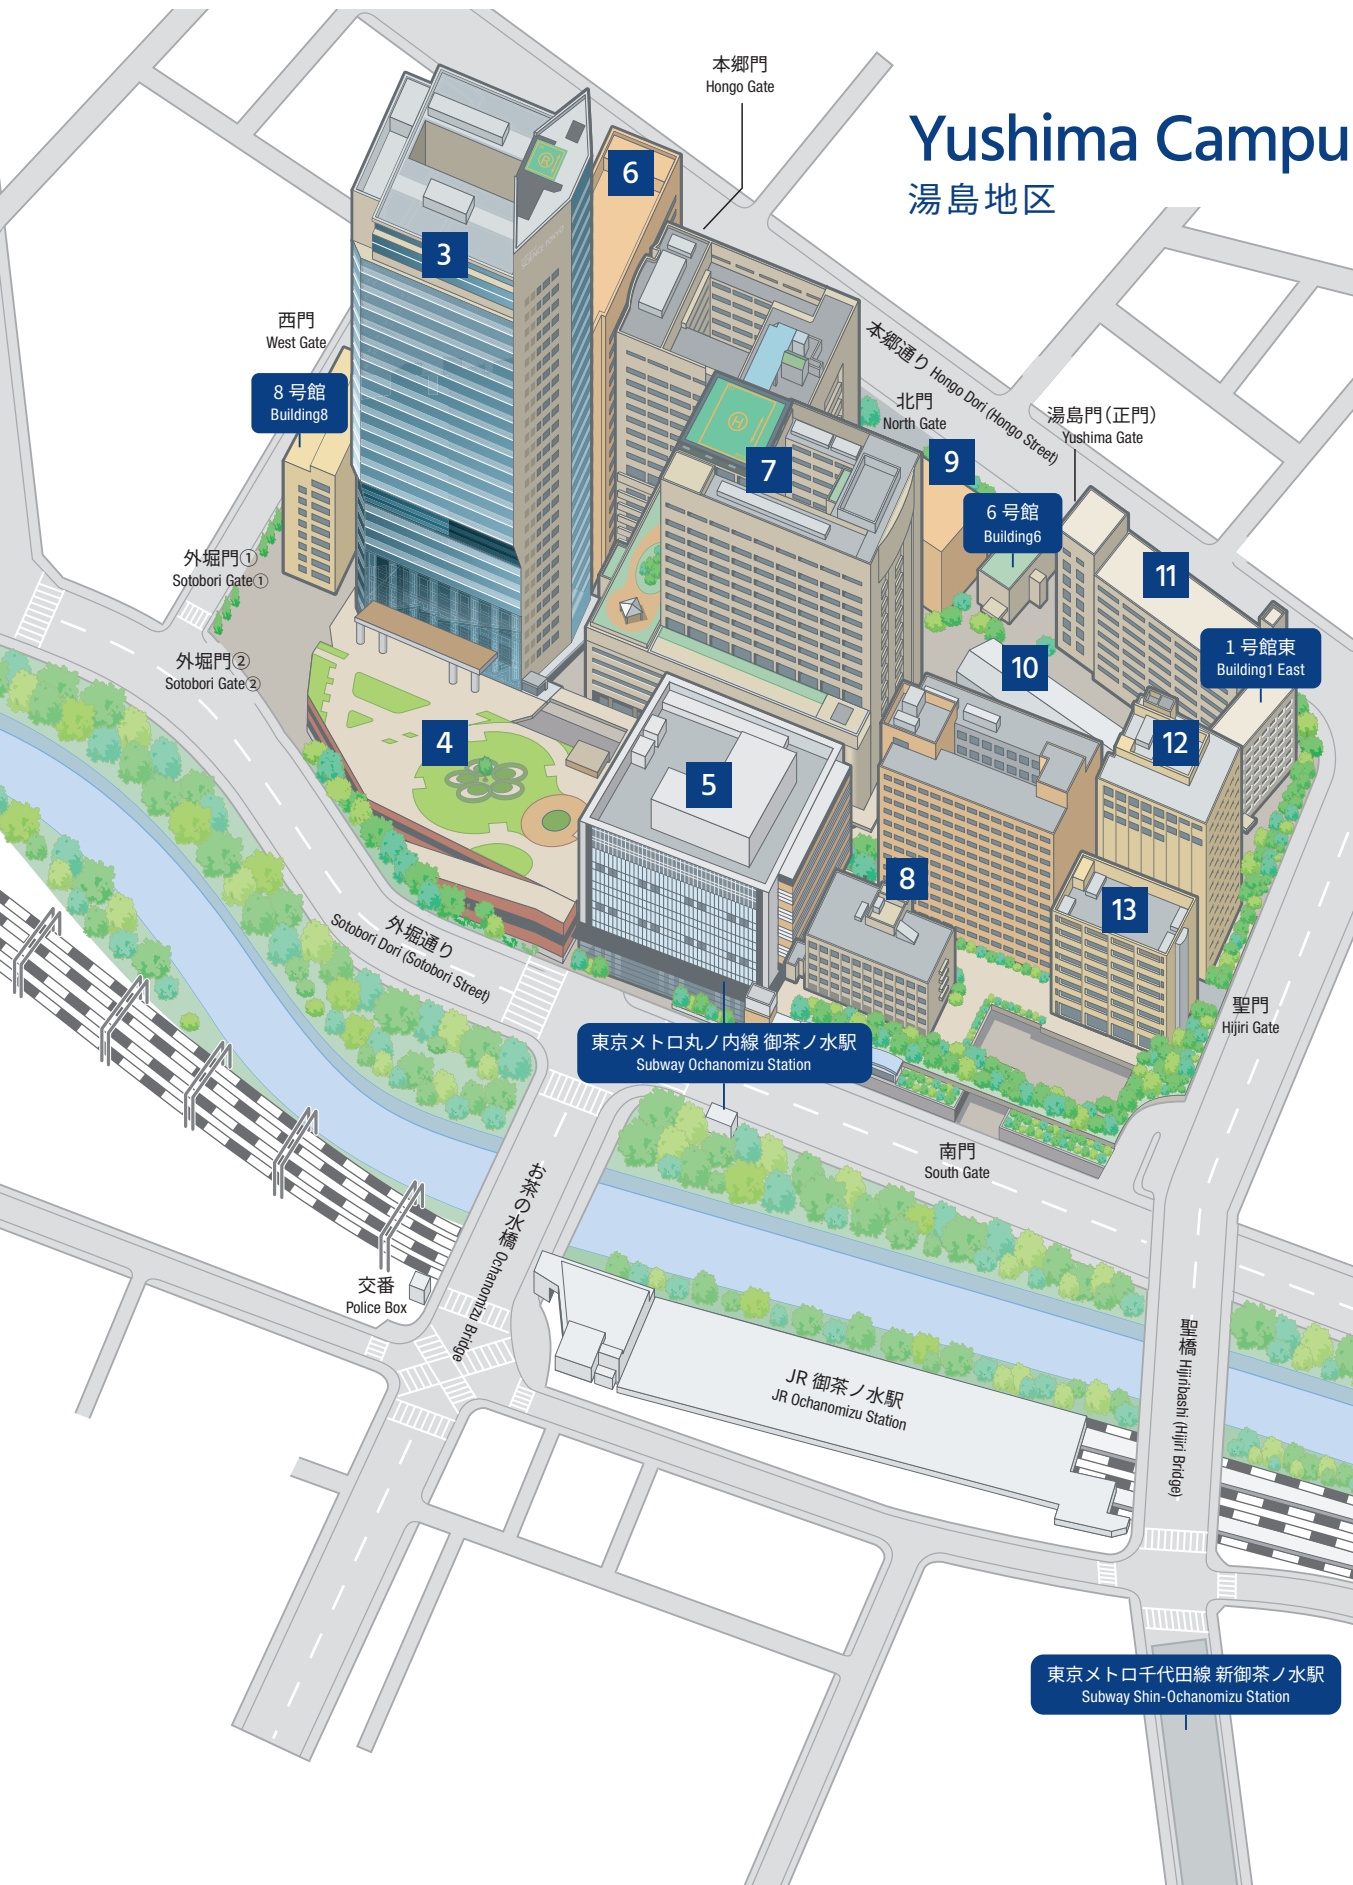 本郷門
Hongo Gate
Yushima Campu
湯島地区
6
3
西門
West Gate
8 号館
Building8
本郷通り Hongo Dori (Hongo Street)
北門
North Gate
湯島門(正門)
Yushima Gate
7
9
6 号館
Building6
11
外堀門①
Sotobori Gate①
外堀門②
Sotobori Gate②
10
1 号館東
Building1 East
4
12
5
8
13
外堀通り
Sotobori Dori (Sotobori Street)
聖門
Hijiri Gate
東京メトロ丸ノ内線 御茶ノ水駅
Subway Ochanomizu Station
南門
South Gate
お茶の水橋 Ochanomizu Bridge
交番
Police Box
聖橋 Hijiribashi (Hijiri Bridge)
JR 御茶ノ水駅
JR Ochanomizu Station
東京メトロ千代田線 新御茶ノ水駅
Subway Shin-Ochanomizu Station
R
H